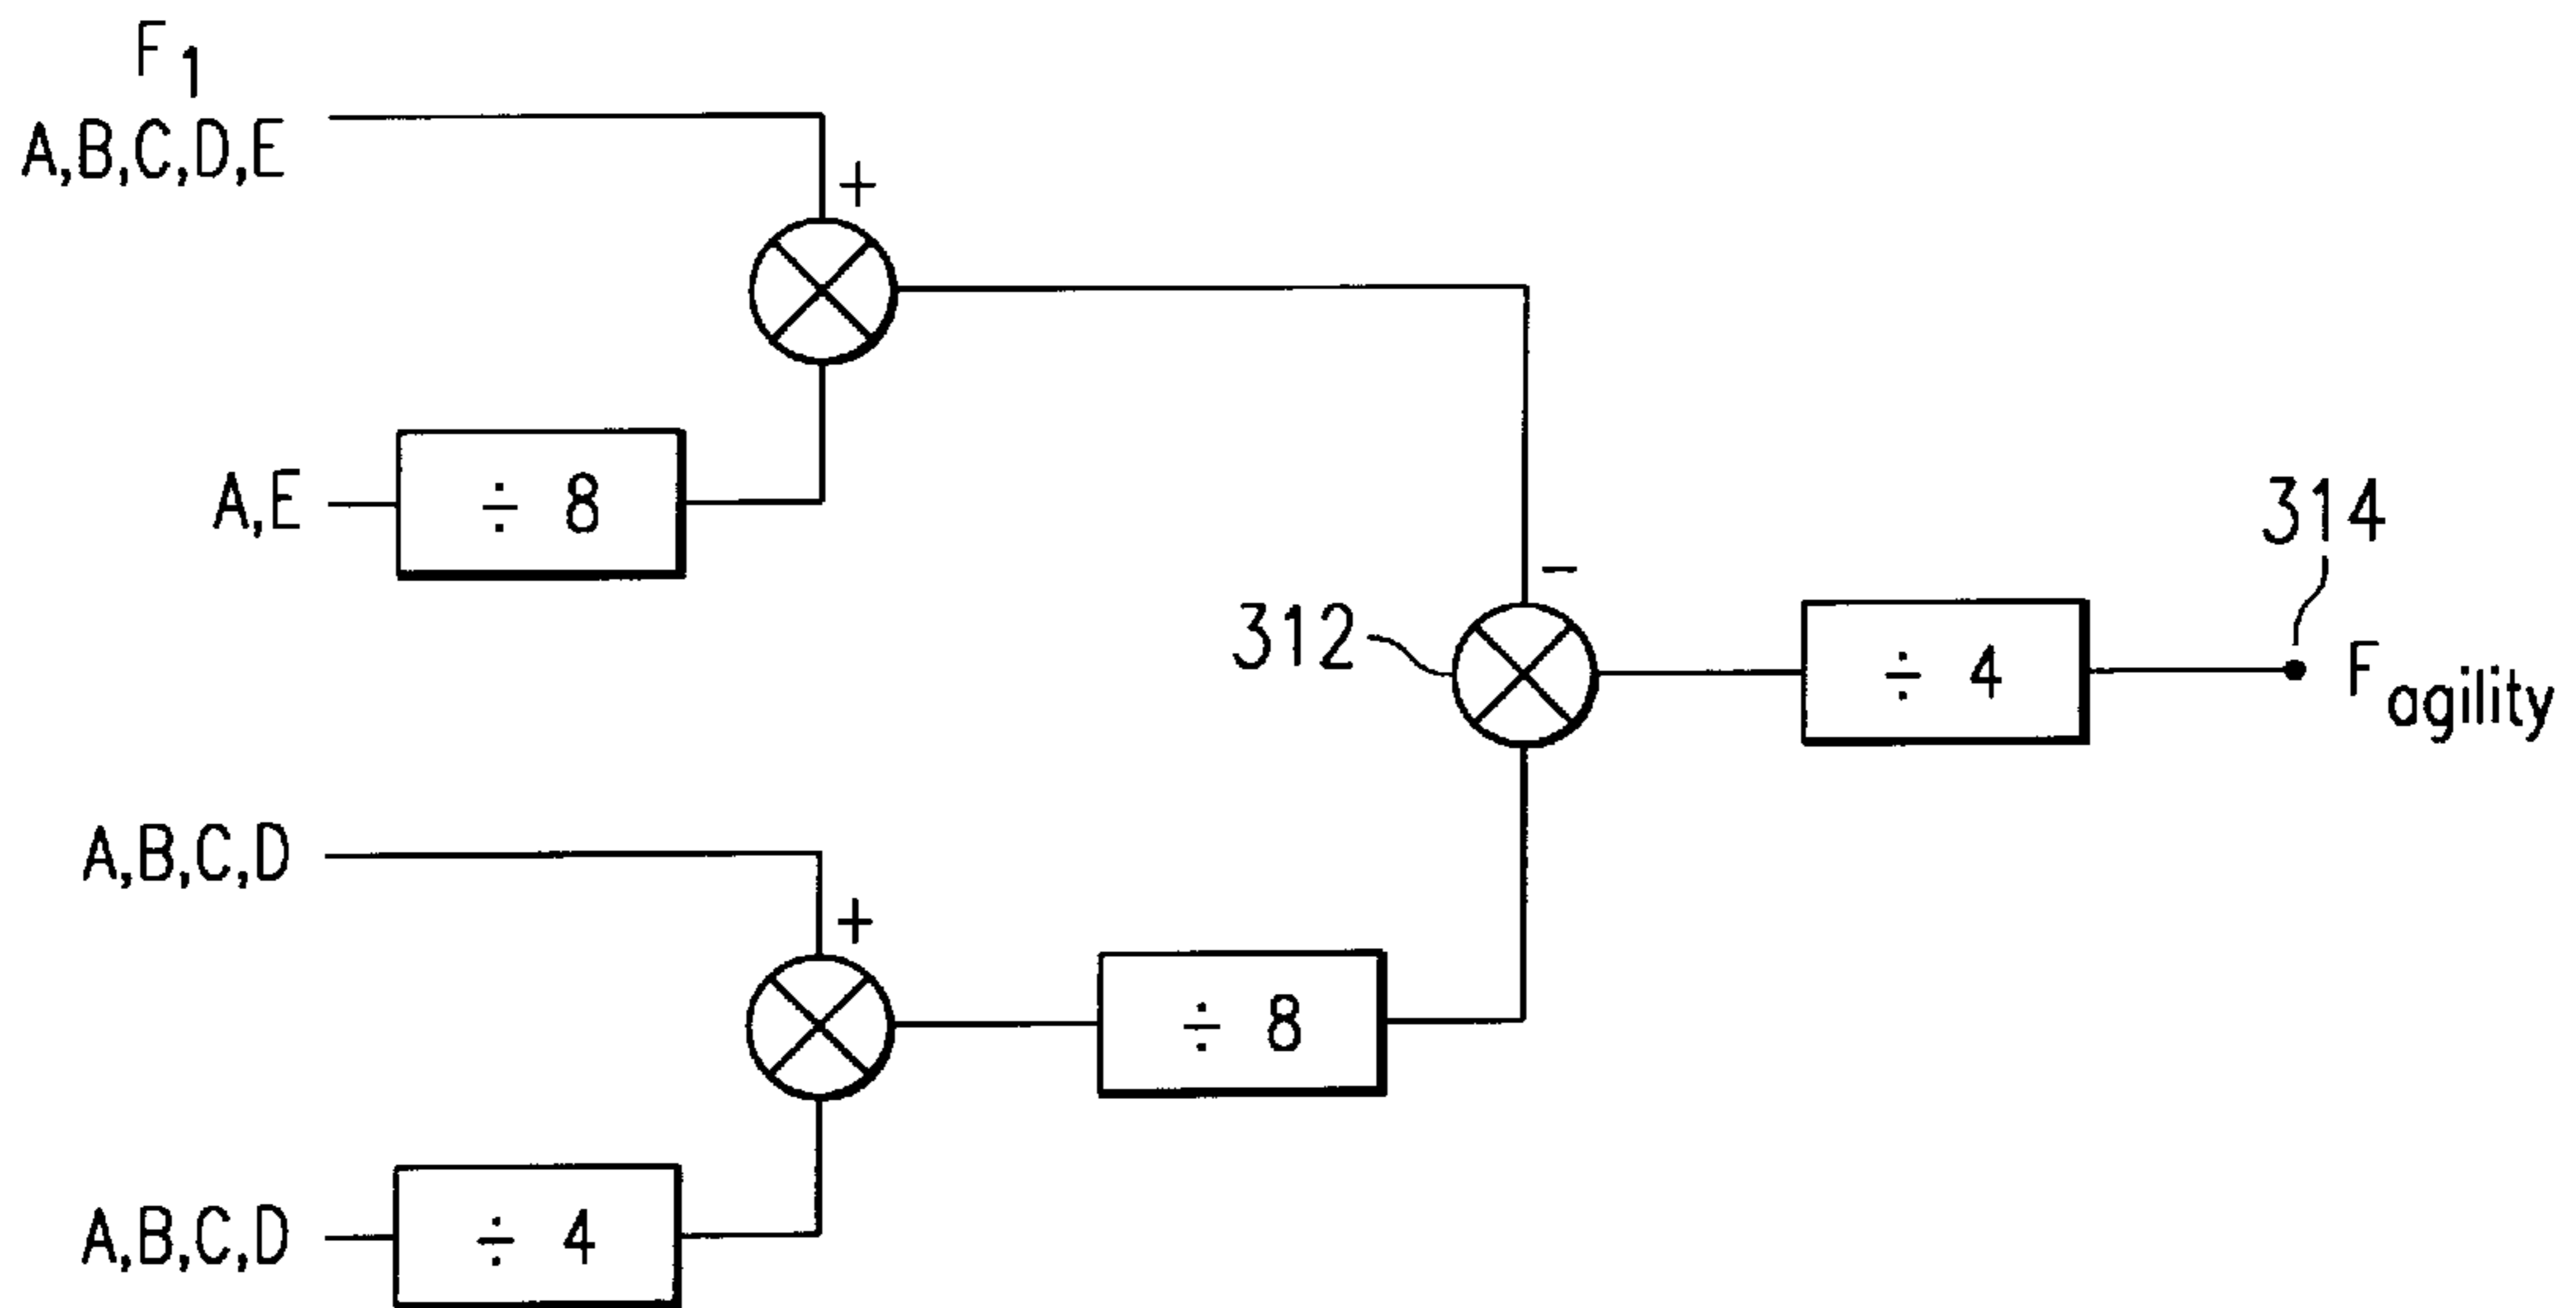 F1
A,B,C,D,E
+
A,E
÷ 8
314
-
312
÷ 4
Fagility
A,B,C,D
+
÷ 8
A,B,C,D
÷ 4